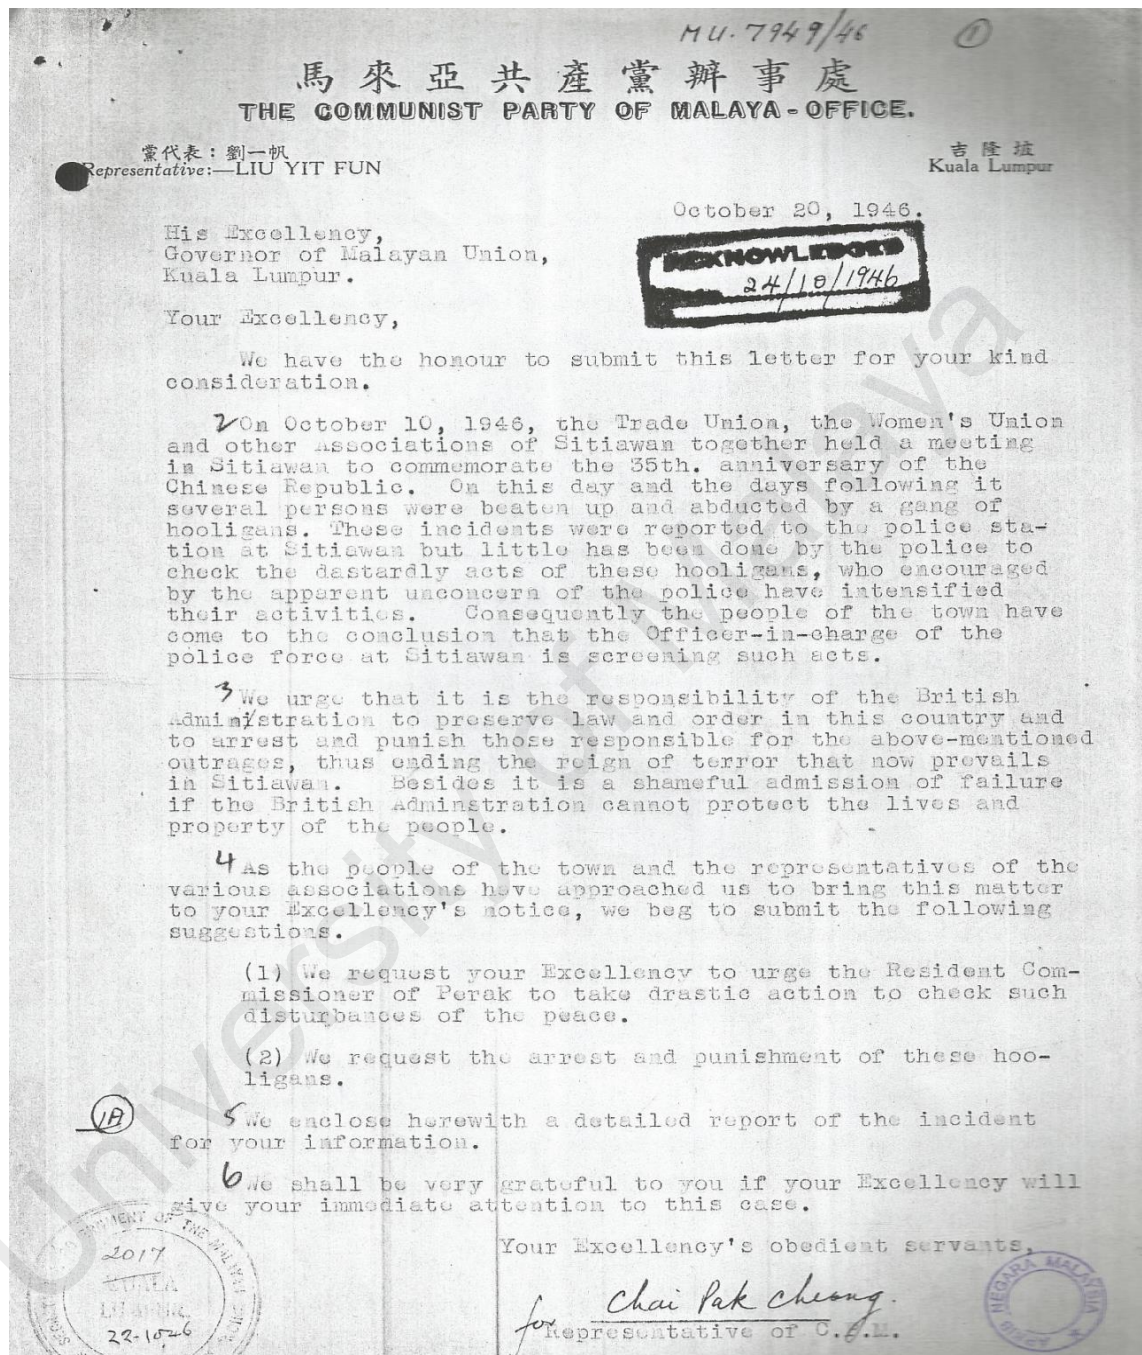 MU. 7949/46 ①
馬來亞共產黨辦事處
THE COMMUNIST PARTY OF MALAYA-OFFICE.
黨代表：劉一帆
Representative:—LIU YIT FUN
吉隆坡
Kuala Lumpur
October 20, 1946.
His Excellency,
Governor of Malayan Union,
Kuala Lumpur.
ACKNOWLEDGED
24/10/1946
Your Excellency,
We have the honour to submit this letter for your kind
consideration.
2 On October 10, 1946, the Trade Union, the Women's Union
and other Associations of Sitiawan together held a meeting
in Sitiawan to commemorate the 35th. anniversary of the
Chinese Republic. On this day and the days following it
several persons were beaten up and abducted by a gang of
hooligans. These incidents were reported to the police sta-
tion at Sitiawan but little has been done by the police to
check the dastardly acts of these hooligans, who encouraged
by the apparent unconcern of the police have intensified
their activities. Consequently the people of the town have
come to the conclusion that the Officer-in-charge of the
police force at Sitiawan is screening such acts.
3 We urge that it is the responsibility of the British
Administration to preserve law and order in this country and
to arrest and punish those responsible for the above-mentioned
outrages, thus ending the reign of terror that now prevails
in Sitiawan. Besides it is a shameful admission of failure
if the British Adminstration cannot protect the lives and
property of the people.
4 As the people of the town and the representatives of the
various associations have approached us to bring this matter
to your Excellency's notice, we beg to submit the following
suggestions.
(1) We request your Excellency to urge the Resident Com-
missioner of Perak to take drastic action to check such
disturbances of the peace.
(2) We request the arrest and punishment of these hoo-
ligans.
1A
5 We enclose herewith a detailed report of the incident
for your information.
6 We shall be very grateful to you if your Excellency will
give your immediate attention to this case.
Your Excellency's obedient servants,
Chai Pak Cheong.
for Representative of C.P.M.
OF THE MALAYAN
2017
KUALA
22-10-46
ARKIB NEGARA MALAYSIA
University of Malaya